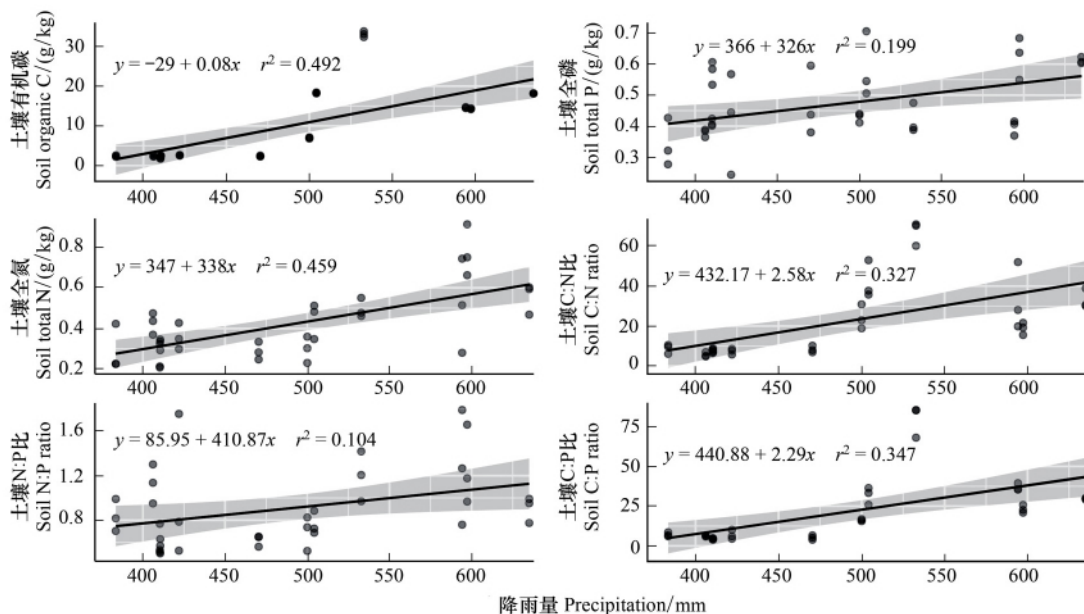 土壤有机碳
Soil organic C/(g/kg)
30
20
10
0
y = −29 + 0.08x r² = 0.492
400 450 500 550 600
土壤全磷
Soil total P/(g/kg)
0.7
0.6
0.5
0.4
0.3
y = 366 + 326x r² = 0.199
400 450 500 550 600
土壤全氮
Soil total N/(g/kg)
0.8
0.6
0.4
0.2
y = 347 + 338x r² = 0.459
400 450 500 550 600
土壤C:N比
Soil C:N ratio
60
40
20
0
y = 432.17 + 2.58x r² = 0.327
400 450 500 550 600
土壤N:P比
Soil N:P ratio
1.6
1.2
0.8
y = 85.95 + 410.87x r² = 0.104
400 450 500 550 600
土壤C:P比
Soil C:P ratio
75
50
25
0
y = 440.88 + 2.29x r² = 0.347
400 450 500 550 600
降雨量 Precipitation/mm